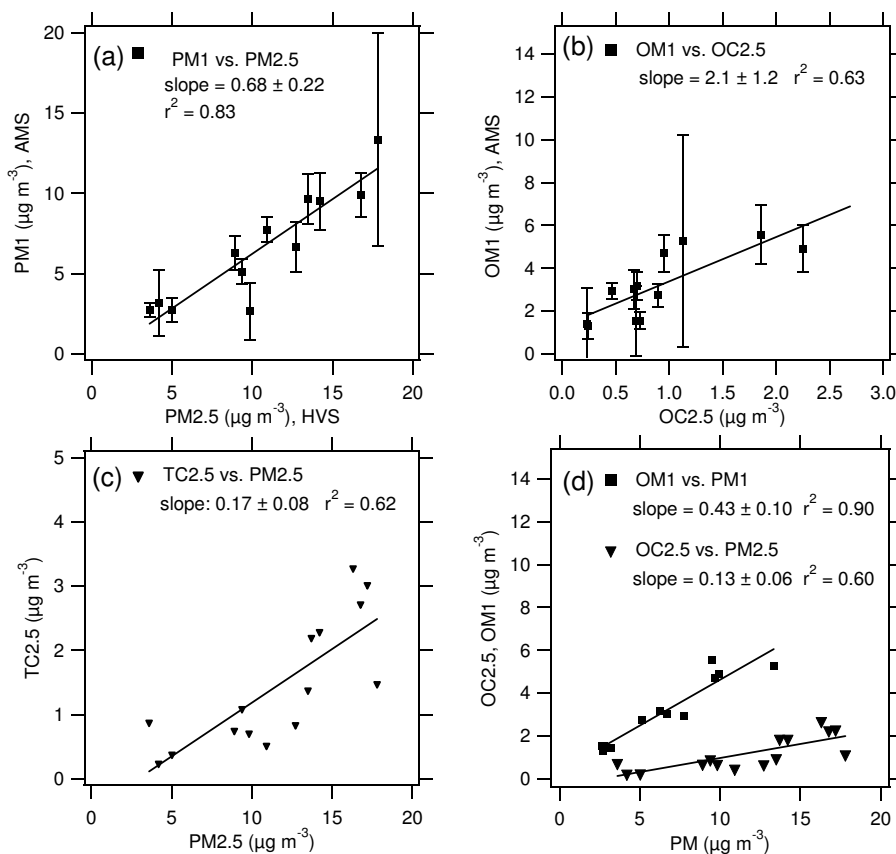 (a) PM1 vs. PM2.5
slope = 0.68 ± 0.22
r² = 0.83
20
15
10
5
0
PM1 (µg m⁻³), AMS
0
5
10
15
20
PM2.5 (µg m⁻³), HVS
(b) OM1 vs. OC2.5
slope = 2.1 ± 1.2 r² = 0.63
14
12
10
8
6
4
2
0
OM1 (µg m⁻³), AMS
0.0
0.5
1.0
1.5
2.0
2.5
3.0
OC2.5 (µg m⁻³)
(c) TC2.5 vs. PM2.5
slope: 0.17 ± 0.08 r² = 0.62
5
4
3
2
1
0
TC2.5 (µg m⁻³)
0
5
10
15
20
PM2.5 (µg m⁻³)
(d) OM1 vs. PM1
slope = 0.43 ± 0.10 r² = 0.90
OC2.5 vs. PM2.5
slope = 0.13 ± 0.06 r² = 0.60
14
12
10
8
6
4
2
0
OC2.5, OM1 (µg m⁻³)
0
5
10
15
20
PM (µg m⁻³)